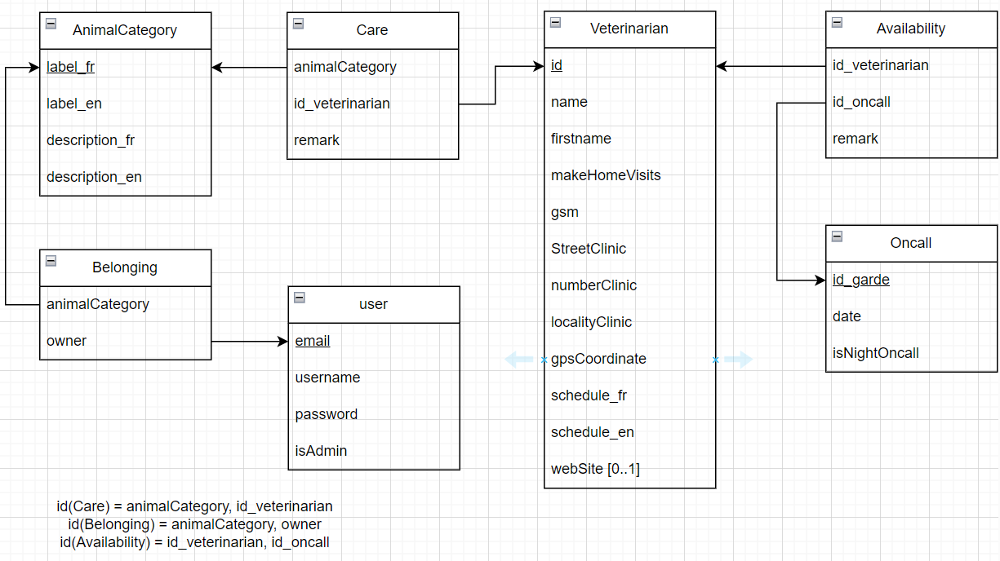 AnimalCategory
label_fr
label_en
description_fr
description_en
Care
animalCategory
id_veterinarian
remark
Veterinarian
id
name
firstname
makeHomeVisits
gsm
StreetClinic
numberClinic
localityClinic
gpsCoordinate
schedule_fr
schedule_en
webSite [0..1]
Availability
id_veterinarian
id_oncall
remark
Belonging
animalCategory
owner
user
email
username
password
isAdmin
Oncall
id_garde
date
isNightOncall
id(Care) = animalCategory, id_veterinarian
id(Belonging) = animalCategory, owner
id(Availability) = id_veterinarian, id_oncall